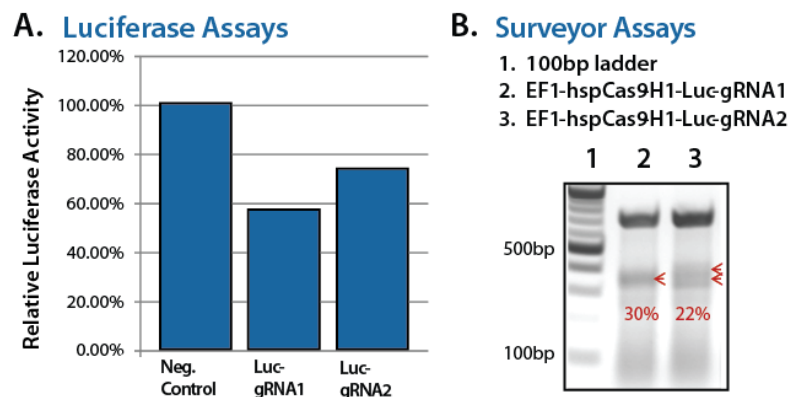 A. Luciferase Assays
120.00%
100.00%
80.00%
60.00%
40.00%
20.00%
0.00%
Relative Luciferase Activity
Neg. Control
Luc-gRNA1
Luc-gRNA2
B. Surveyor Assays
1. 100bp ladder
2. EF1-hspCas9H1-Luc-gRNA1
3. EF1-hspCas9H1-Luc-gRNA2
1 2 3
500bp
30% 22%
100bp